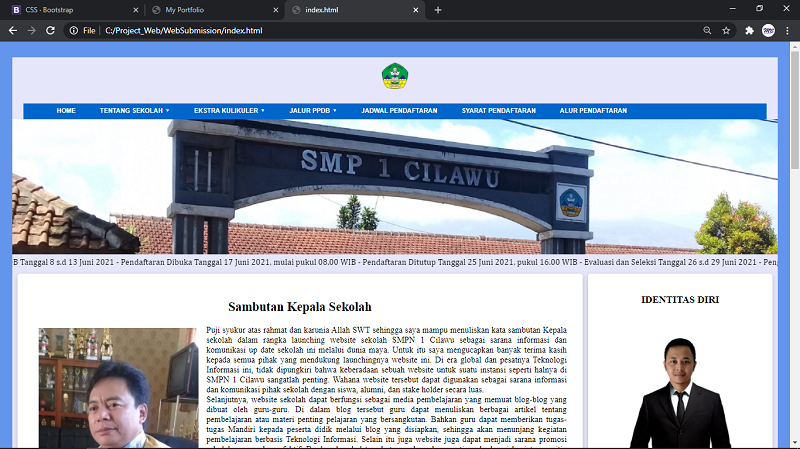 CSS - Bootstrap
My Portfolio
index.html
File
C:/Project_Web/WebSubmission/index.html
HOME
TENTANG SEKOLAH
EKSTRA KULIKULER
JALUR PPDB
JADWAL PENDAFTARAN
SYARAT PENDAFTARAN
ALUR PENDAFTARAN
SMP 1 CILAWU
B Tanggal 8 s.d 13 Juni 2021 - Pendaftaran Dibuka Tanggal 17 Juni 2021, mulai pukul 08.00 WIB - Pendaftaran Ditutup Tanggal 25 Juni 2021, pukul 16.00 WIB - Evaluasi dan Seleksi Tanggal 26 s.d 29 Juni 2021 -
Sambutan Kepala Sekolah
Puji syukur atas rahmat dan karunia Allah SWT sehingga saya mampu menuliskan kata sambutan Kepala
sekolah dalam rangka launching website sekolah SMPN 1 Cilawu sebagai sarana informasi dan
komunikasi up date sekolah ini melalui dunia maya. Untuk itu saya mengucapkan banyak terima kasih
kepada semua pihak yang mendukung launchingnya website ini. Di era global dan pesatnya Teknologi
Informasi ini, tidak dipungkiri bahwa keberadaan sebuah website untuk suatu instansi seperti halnya di
SMPN 1 Cilawu sangatlah penting. Wahana website tersebut dapat digunakan sebagai sarana informasi
dan komunikasi pihak sekolah dengan siswa, alumni, dan stake holder secara luas.
Selanjutnya, website sekolah dapat berfungsi sebagai media pembelajaran yang memuat blog-blog yang
dibuat oleh guru-guru. Di dalam blog tersebut guru dapat menuliskan berbagai artikel tentang
pembelajaran atau materi penting pelajaran yang bersangkutan. Bahkan guru dapat memberikan tugas-
tugas Mandiri kepada peserta didik melalui blog yang disiapkan, sehingga akan menunjang kegiatan
pembelajaran berbasis Teknologi Informasi. Selain itu juga website juga dapat menjadi sarana promosi
IDENTITAS DIRI